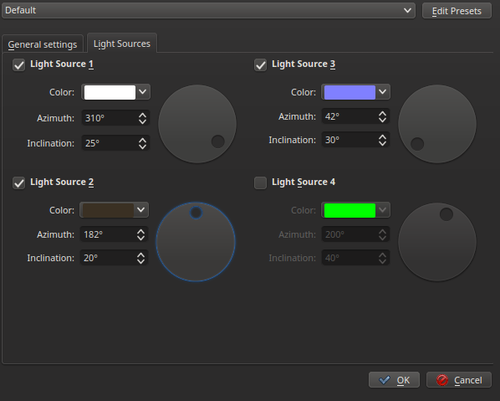 Default
Edit Presets
General settings
Light Sources
Light Source 1
Color:
Azimuth: 310°
Inclination: 25°
Light Source 3
Color:
Azimuth: 42°
Inclination: 30°
Light Source 2
Color:
Azimuth: 182°
Inclination: 20°
Light Source 4
Color:
Azimuth: 200°
Inclination: 40°
OK
Cancel